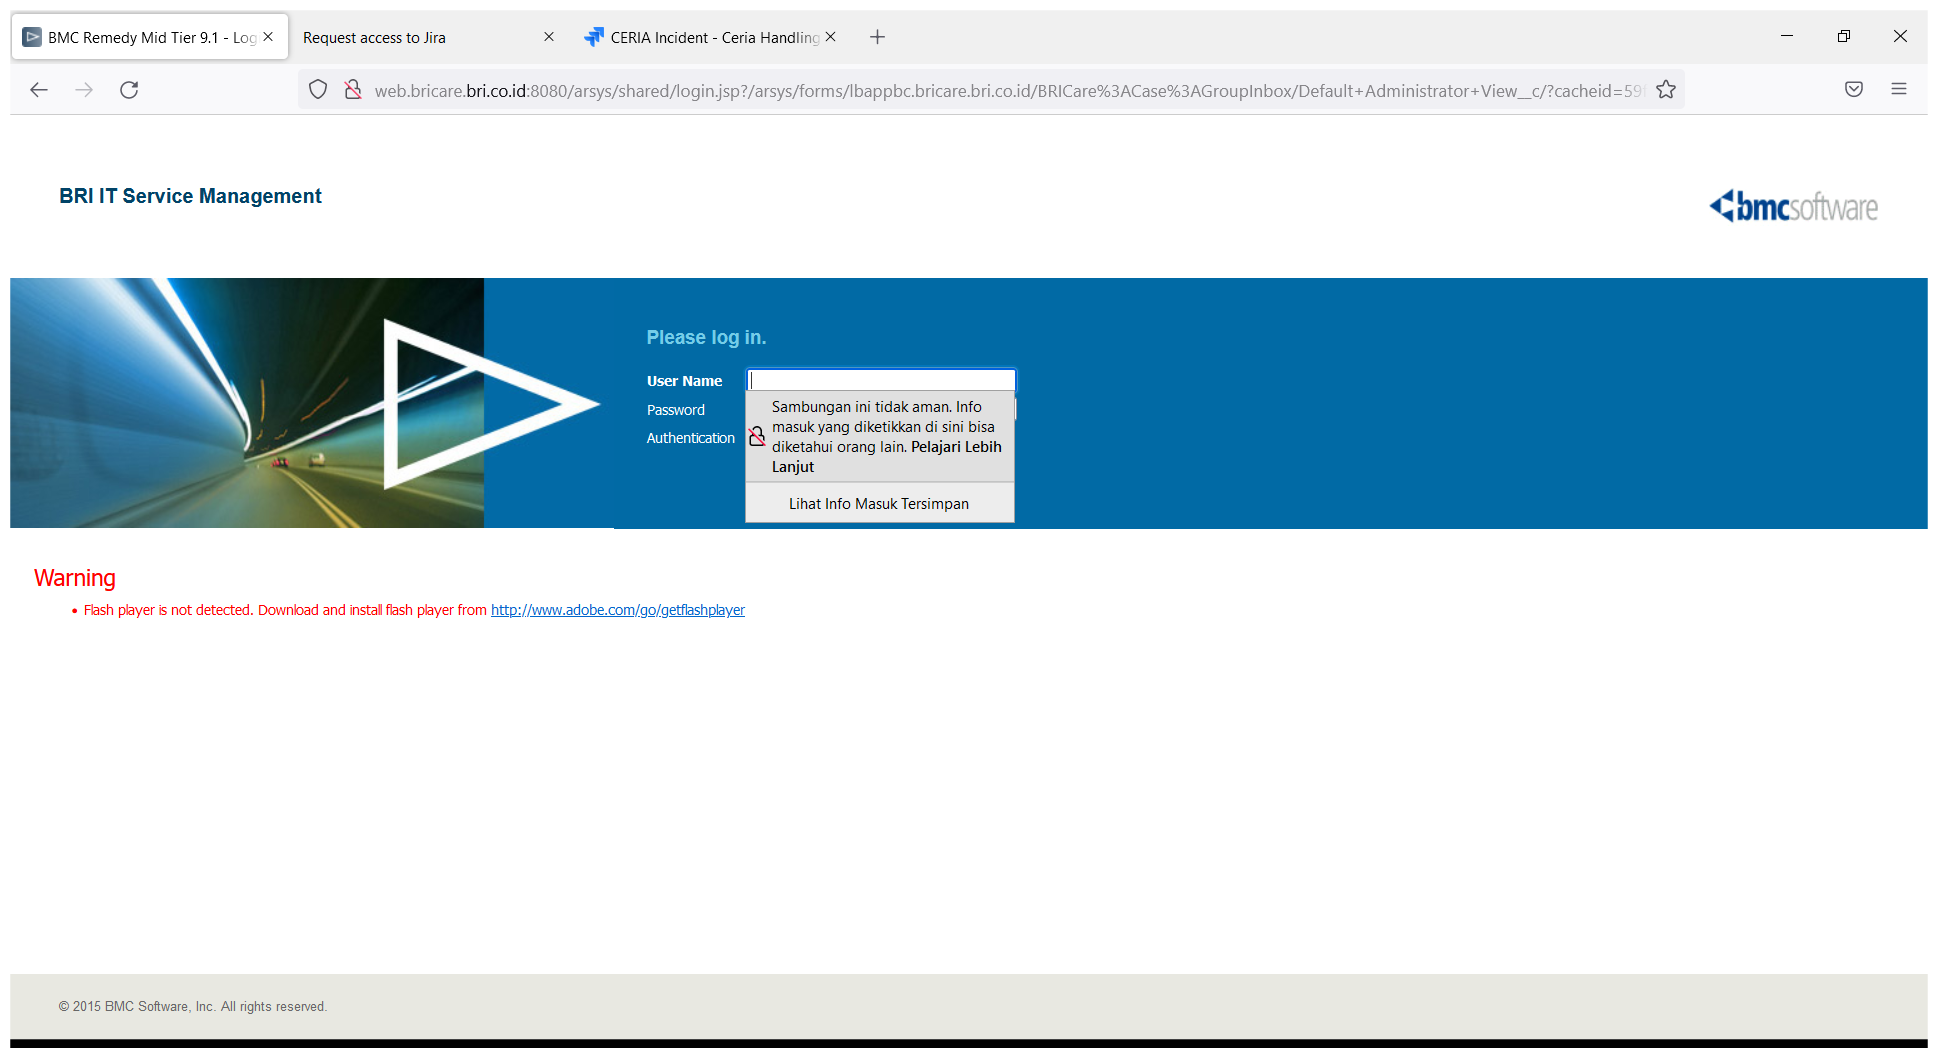 BMC Remedy Mid Tier 9.1 - Log
Request access to Jira
CERIA Incident - Ceria Handling
web.bricare.bri.co.id:8080/arsys/shared/login.jsp?/arsys/forms/lbappbc.bricare.bri.co.id/BRICare%3ACase%3AGroupInbox/Default+Administrator+View__c/?cacheid=59f
BRI IT Service Management
bmcsoftware
Please log in.
User Name
Password
Authentication
Sambungan ini tidak aman. Info
masuk yang diketikkan di sini bisa
diketahui orang lain. Pelajari Lebih
Lanjut
Lihat Info Masuk Tersimpan
Warning
• Flash player is not detected. Download and install flash player from http://www.adobe.com/go/getflashplayer
© 2015 BMC Software, Inc. All rights reserved.